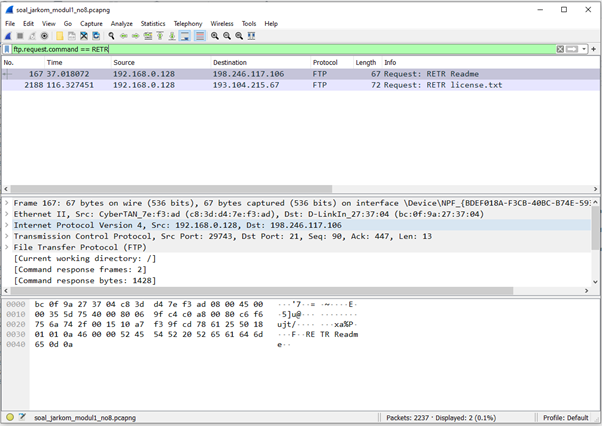 soal_jarkom_modul1_no8.pcapng
File Edit View Go Capture Analyze Statistics Telephony Wireless Tools Help
ftp.request.command == RETR
No. Time Source Destination Protocol Length Info
167 37.018072 192.168.0.128 198.246.117.106 FTP 67 Request: RETR Readme
2188 116.327451 192.168.0.128 193.104.215.67 FTP 72 Request: RETR license.txt
Frame 167: 67 bytes on wire (536 bits), 67 bytes captured (536 bits) on interface \Device\NPF_{BDEF018A-F3CB-40BC-B74E-593
Ethernet II, Src: CyberTAN_7e:f3:ad (c8:3d:d4:7e:f3:ad), Dst: D-LinkIn_27:37:04 (bc:0f:9a:27:37:04)
Internet Protocol Version 4, Src: 192.168.0.128, Dst: 198.246.117.106
Transmission Control Protocol, Src Port: 29743, Dst Port: 21, Seq: 90, Ack: 447, Len: 13
File Transfer Protocol (FTP)
[Current working directory: /]
[Command response frames: 2]
[Command response bytes: 1428]
0000 bc 0f 9a 27 37 04 c8 3d d4 7e f3 ad 08 00 45 00 ···'7··= ·~····E·
0010 00 35 5d 75 40 00 80 06 9f c4 c0 a8 00 80 c6 f6 ·5]u@··· ········
0020 75 6a 74 2f 00 15 10 a7 f3 9f cd 78 61 25 50 18 ujt/···· ···xa%P·
0030 01 01 0a 46 00 00 52 45 54 52 20 52 65 61 64 6d ···F··RE TR Readm
0040 65 0d 0a e··
soal_jarkom_modul1_no8.pcapng Packets: 2237 · Displayed: 2 (0.1%) Profile: Default